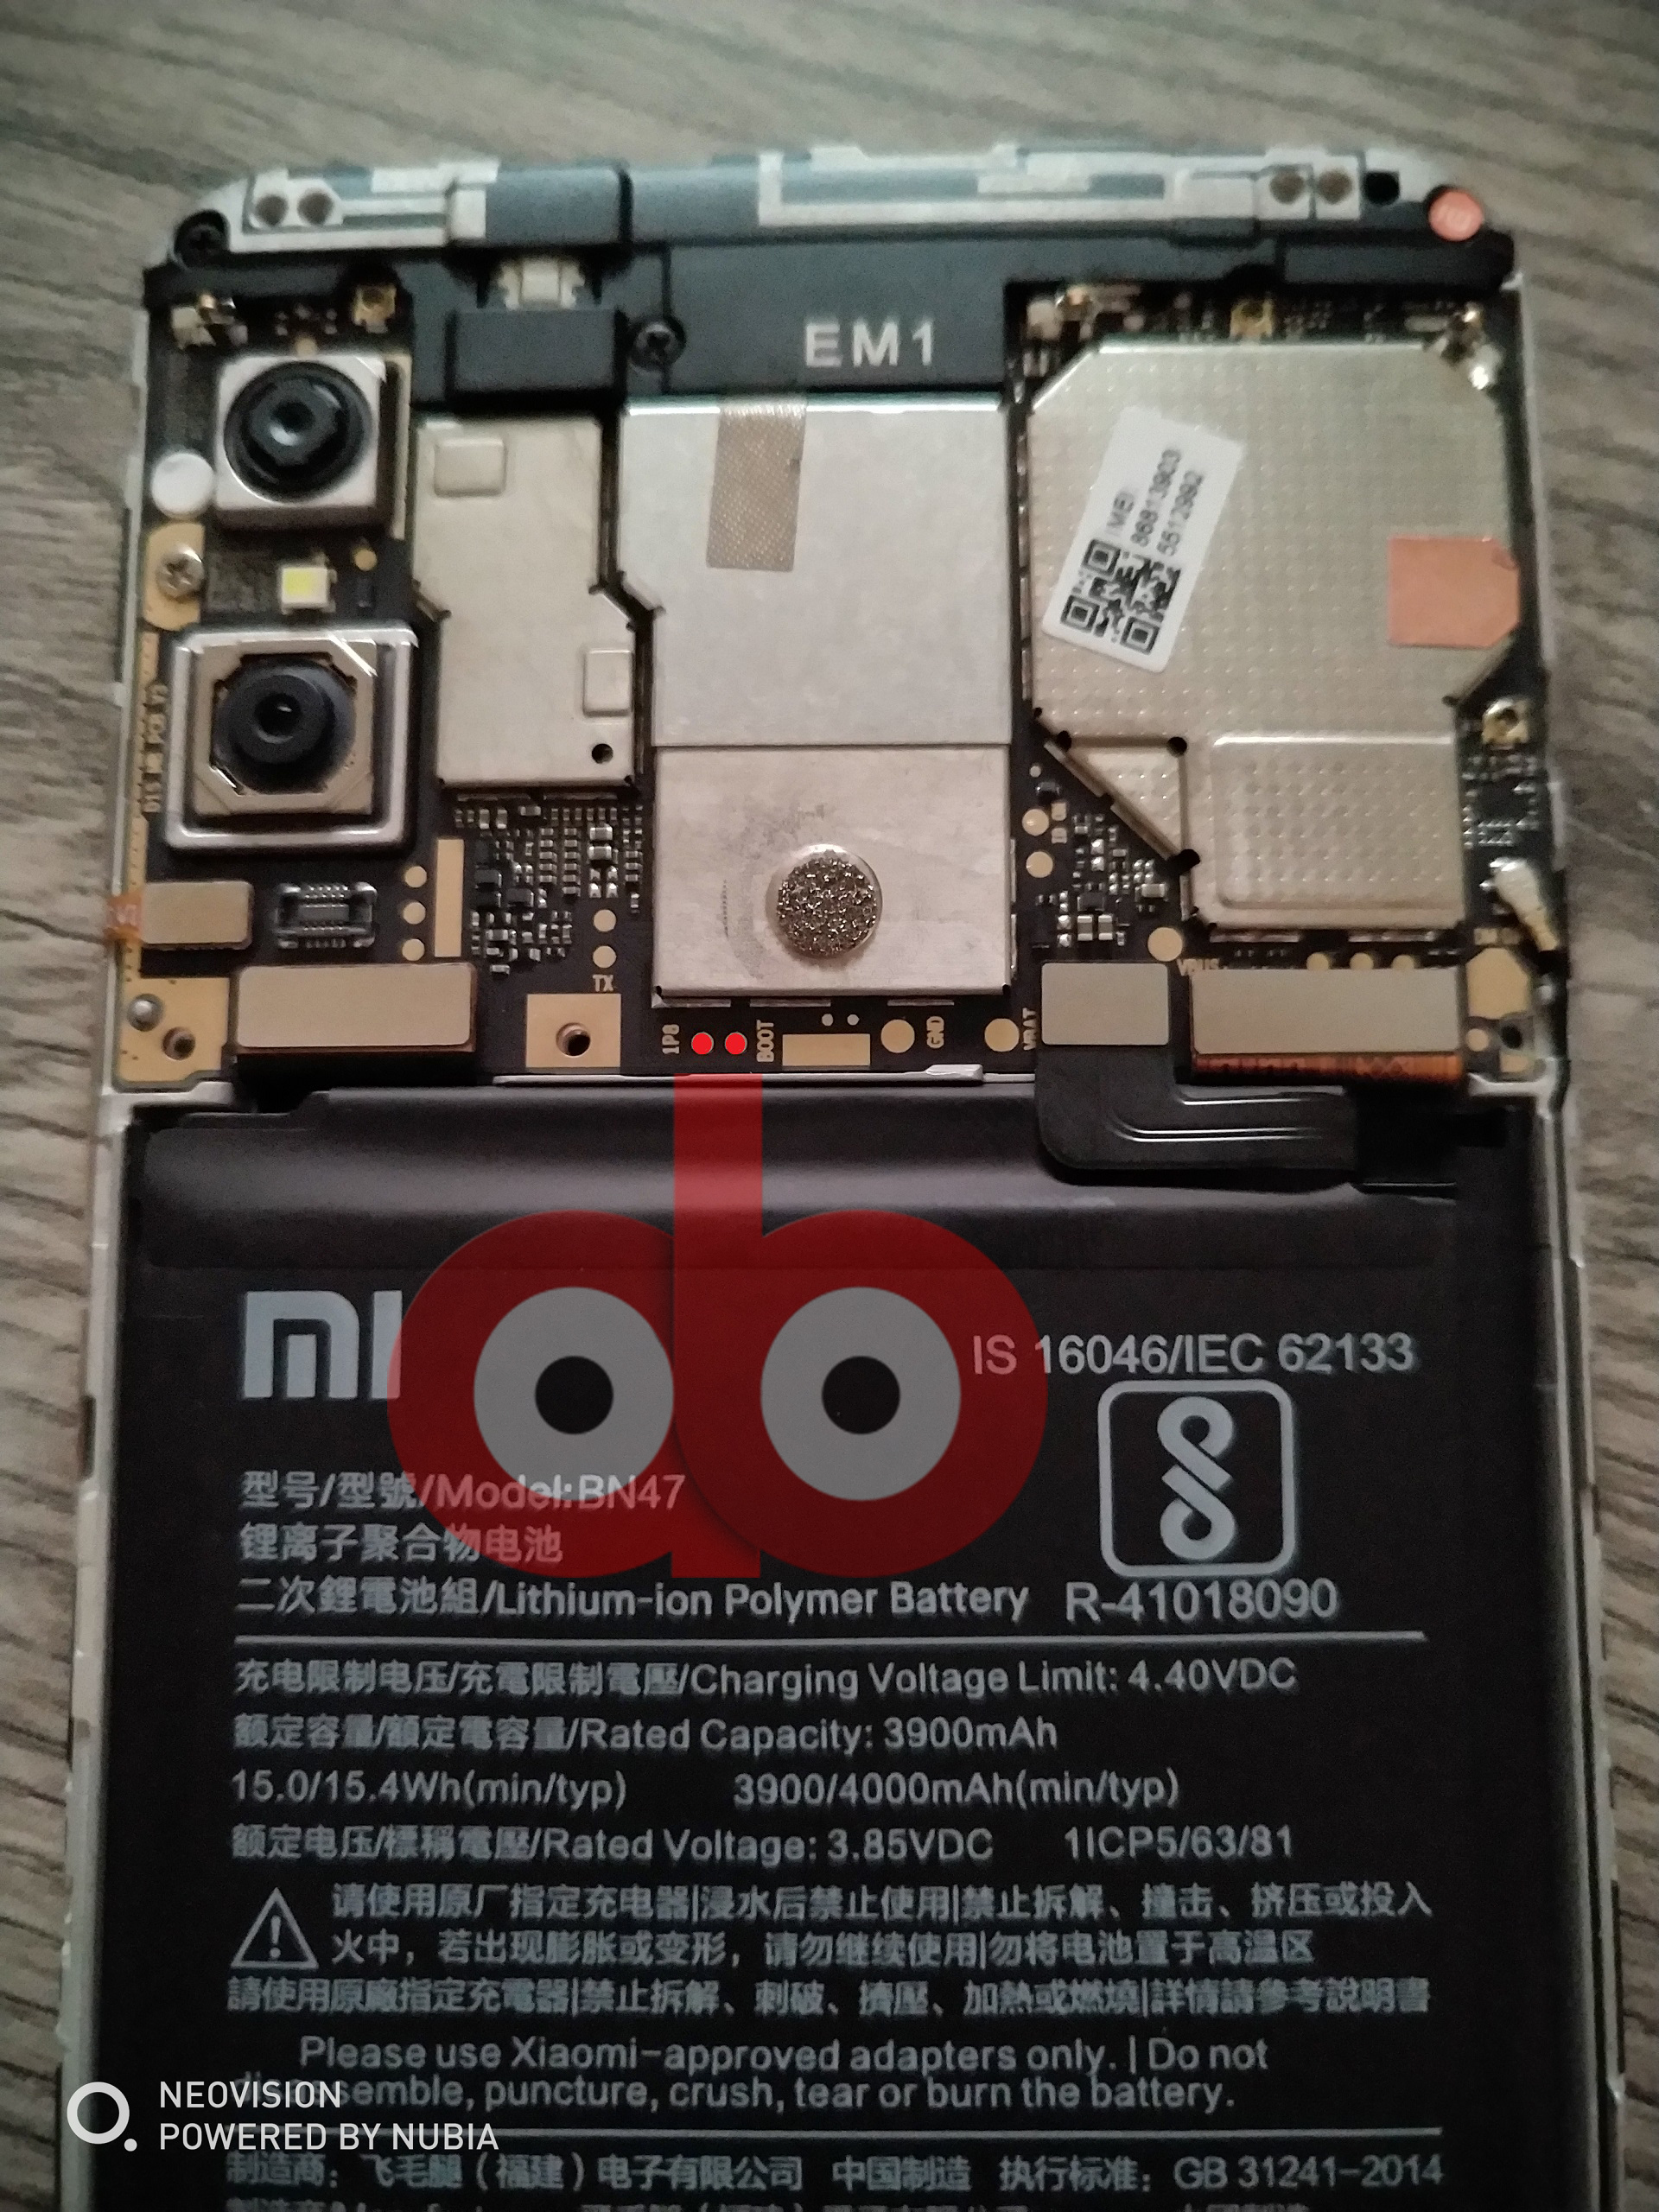 EM1
IMEI
D1S MB PCB V3
TX
1P8
BOOT
GND
VBAT
VBUS
MI
IS 16046/IEC 62133
型号/型號/Model:BN47
锂离子聚合物电池
二次鋰電池組/Lithium-ion Polymer Battery
R-41018090
充电限制电压/充電限制電壓/Charging Voltage Limit: 4.40VDC
额定容量/額定電容量/Rated Capacity: 3900mAh
15.0/15.4Wh(min/typ) 3900/4000mAh(min/typ)
额定电压/標稱電壓/Rated Voltage: 3.85VDC 1ICP5/63/81
请使用原厂指定充电器|浸水后禁止使用|禁止拆解、撞击、挤压或投入
火中，若出现膨胀或变形，请勿继续使用|勿将电池置于高温区
請使用原廠指定充電器|禁止拆解、刺破、擠壓、加熱或燃燒|詳情請參考說明書
Please use Xiaomi-approved adapters only. | Do not
disassemble, puncture, crush, tear or burn the battery.
NEOVISION
POWERED BY NUBIA
制造商：飞毛腿（福建）电子有限公司 中国制造 执行标准：GB 31241-2014